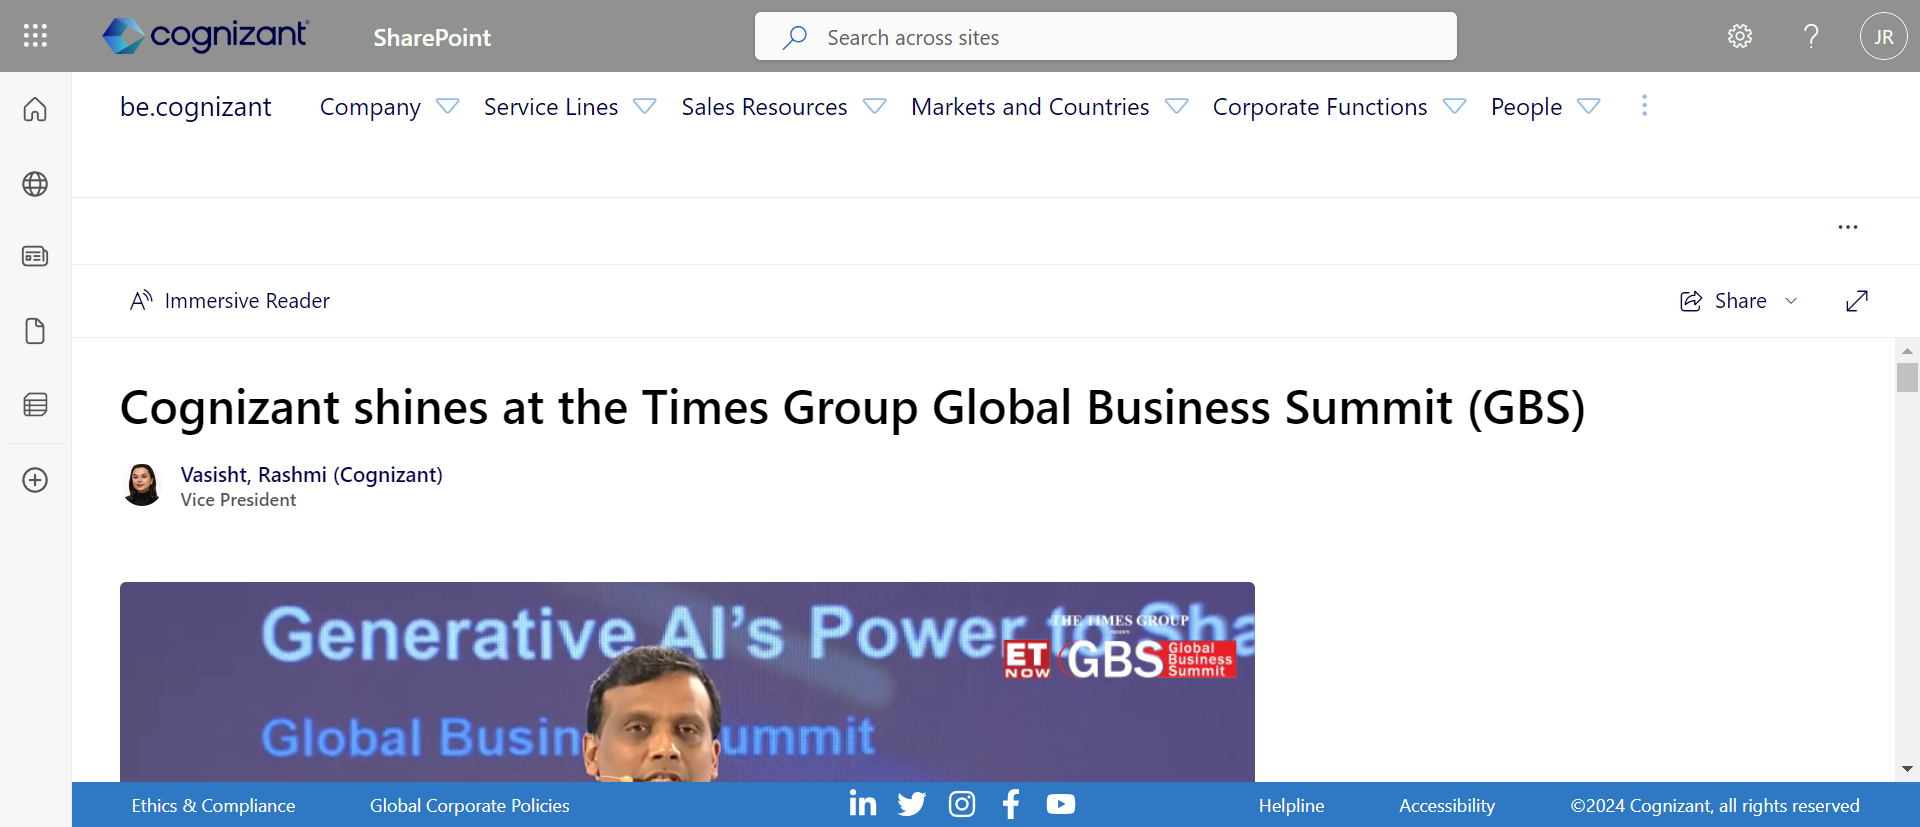 cognizant
SharePoint
Search across sites
JR
be.cognizant
Company
Service Lines
Sales Resources
Markets and Countries
Corporate Functions
People
Immersive Reader
Share
Cognizant shines at the Times Group Global Business Summit (GBS)
Vasisht, Rashmi (Cognizant)
Vice President
Generative AI's Power to Sha
THE TIMES GROUP
PRESENTS
ET
NOW
GBS
Global
Business
Summit
Global Busin ummit
Ethics & Compliance
Global Corporate Policies
Helpline
Accessibility
©2024 Cognizant, all rights reserved